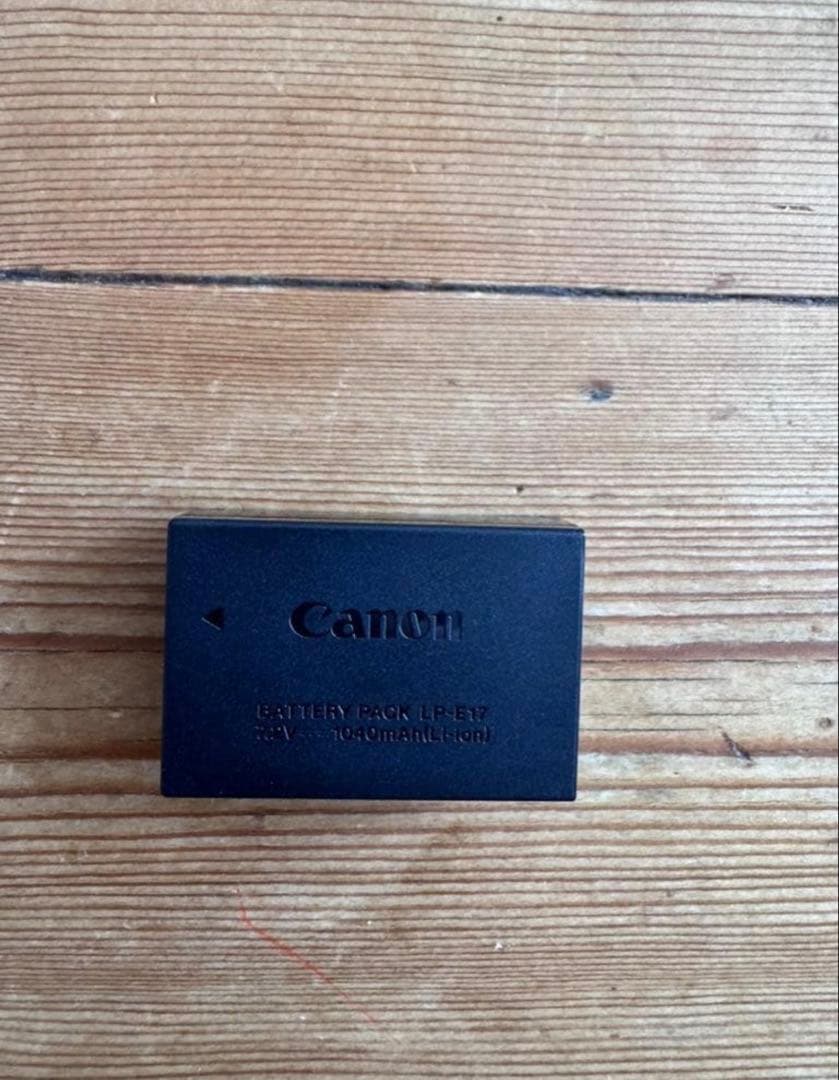 Canon
BATTERY PACK LP-E17
7.2V 1040mAh(Li-ion)